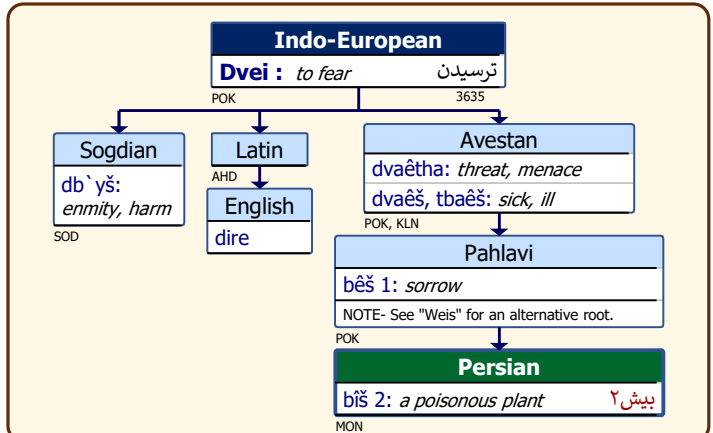 Indo-European
Dvei : to fear ترسیدن
POK 3635
Sogdian
db`yš:
enmity, harm
SOD
Latin
AHD
English
dire
Avestan
dvaêtha: threat, menace
dvaêš, tbaêš: sick, ill
POK, KLN
Pahlavi
bêš 1: sorrow
NOTE- See "Weis" for an alternative root.
POK
Persian
bîš 2: a poisonous plant بیش۲
MON